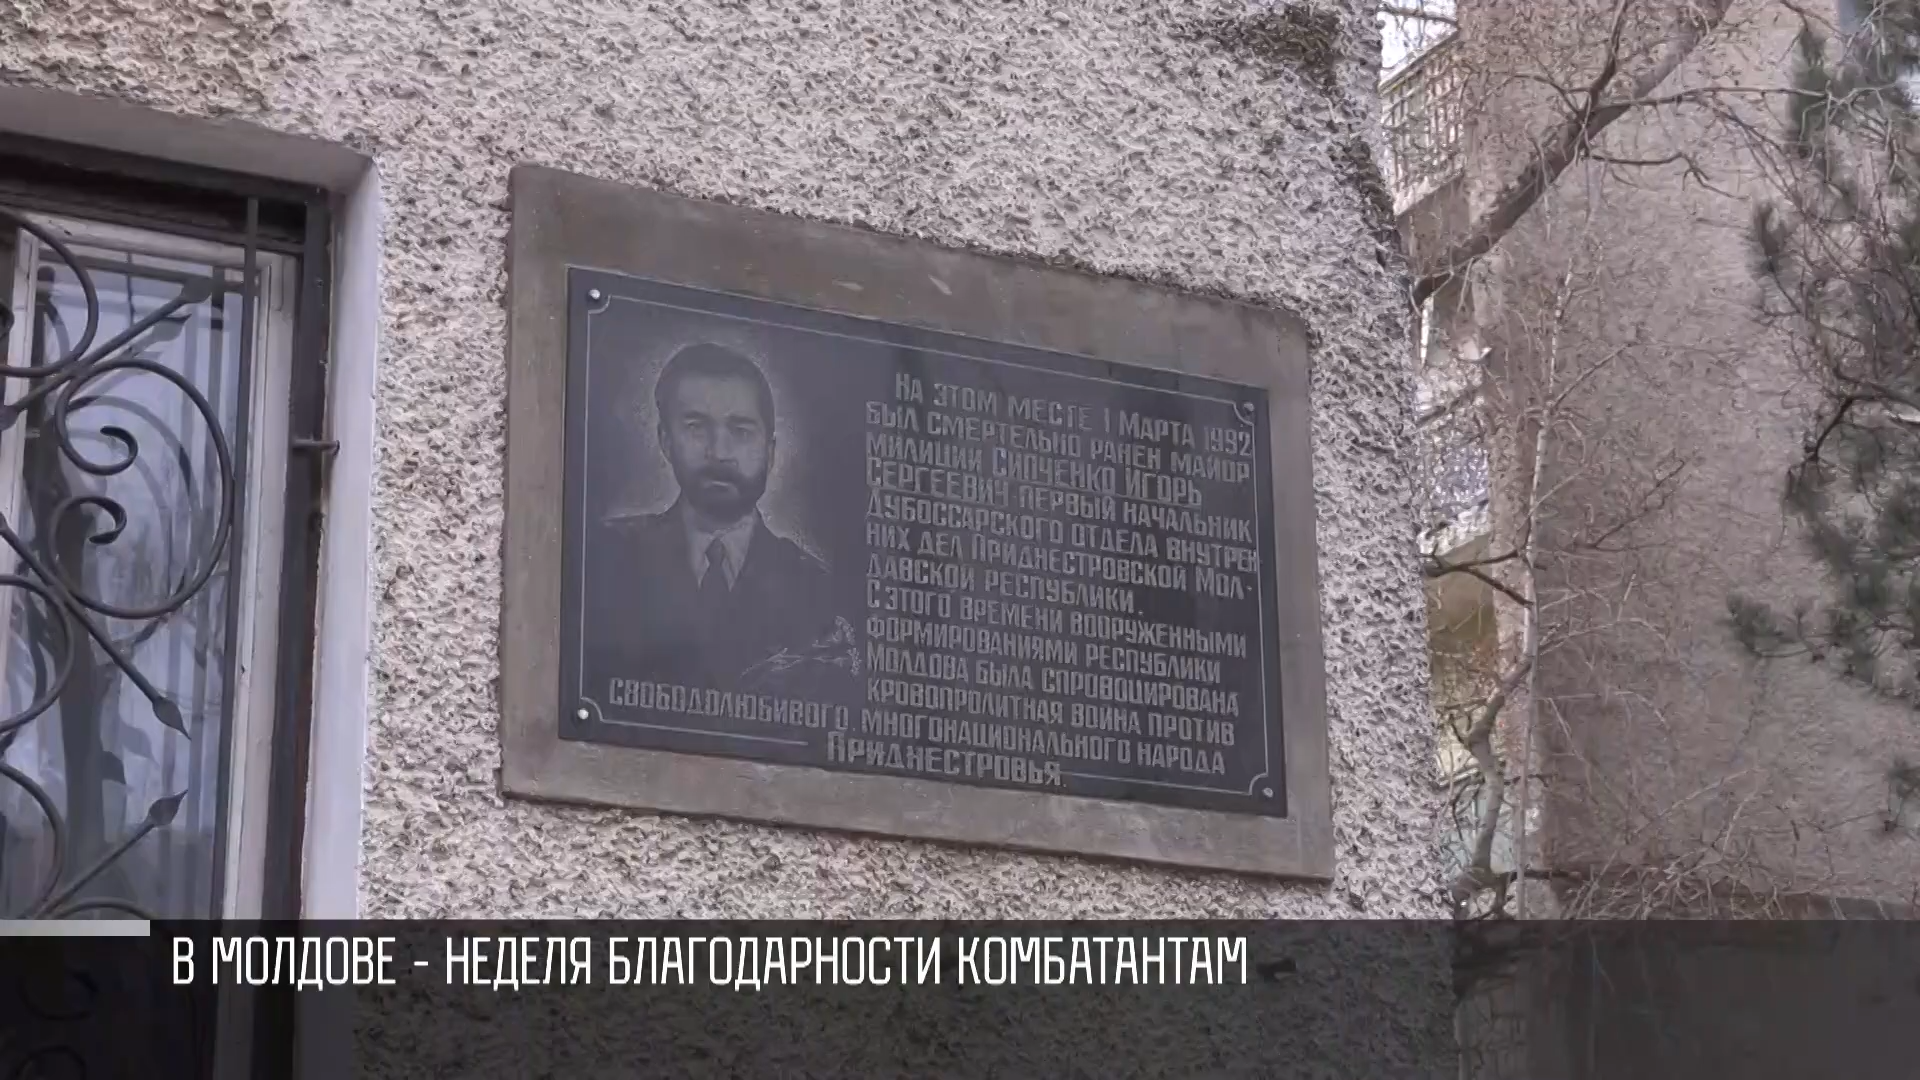 На этом месте 1 Марта 1992
был смертельно ранен майор
милиции Сипченко Игорь
Сергеевич-первый начальник
Дубоссарского отдела внутрен
них дел Приднестровской Мол-
давской Республики.
С этого времени вооруженными
формированиями Республики
Молдова была спровоцирована
кровопролитная война против
свободолюбивого, многонационального народа
Приднестровья.
В МОЛДОВЕ - НЕДЕЛЯ БЛАГОДАРНОСТИ КОМБАТАНТАМ